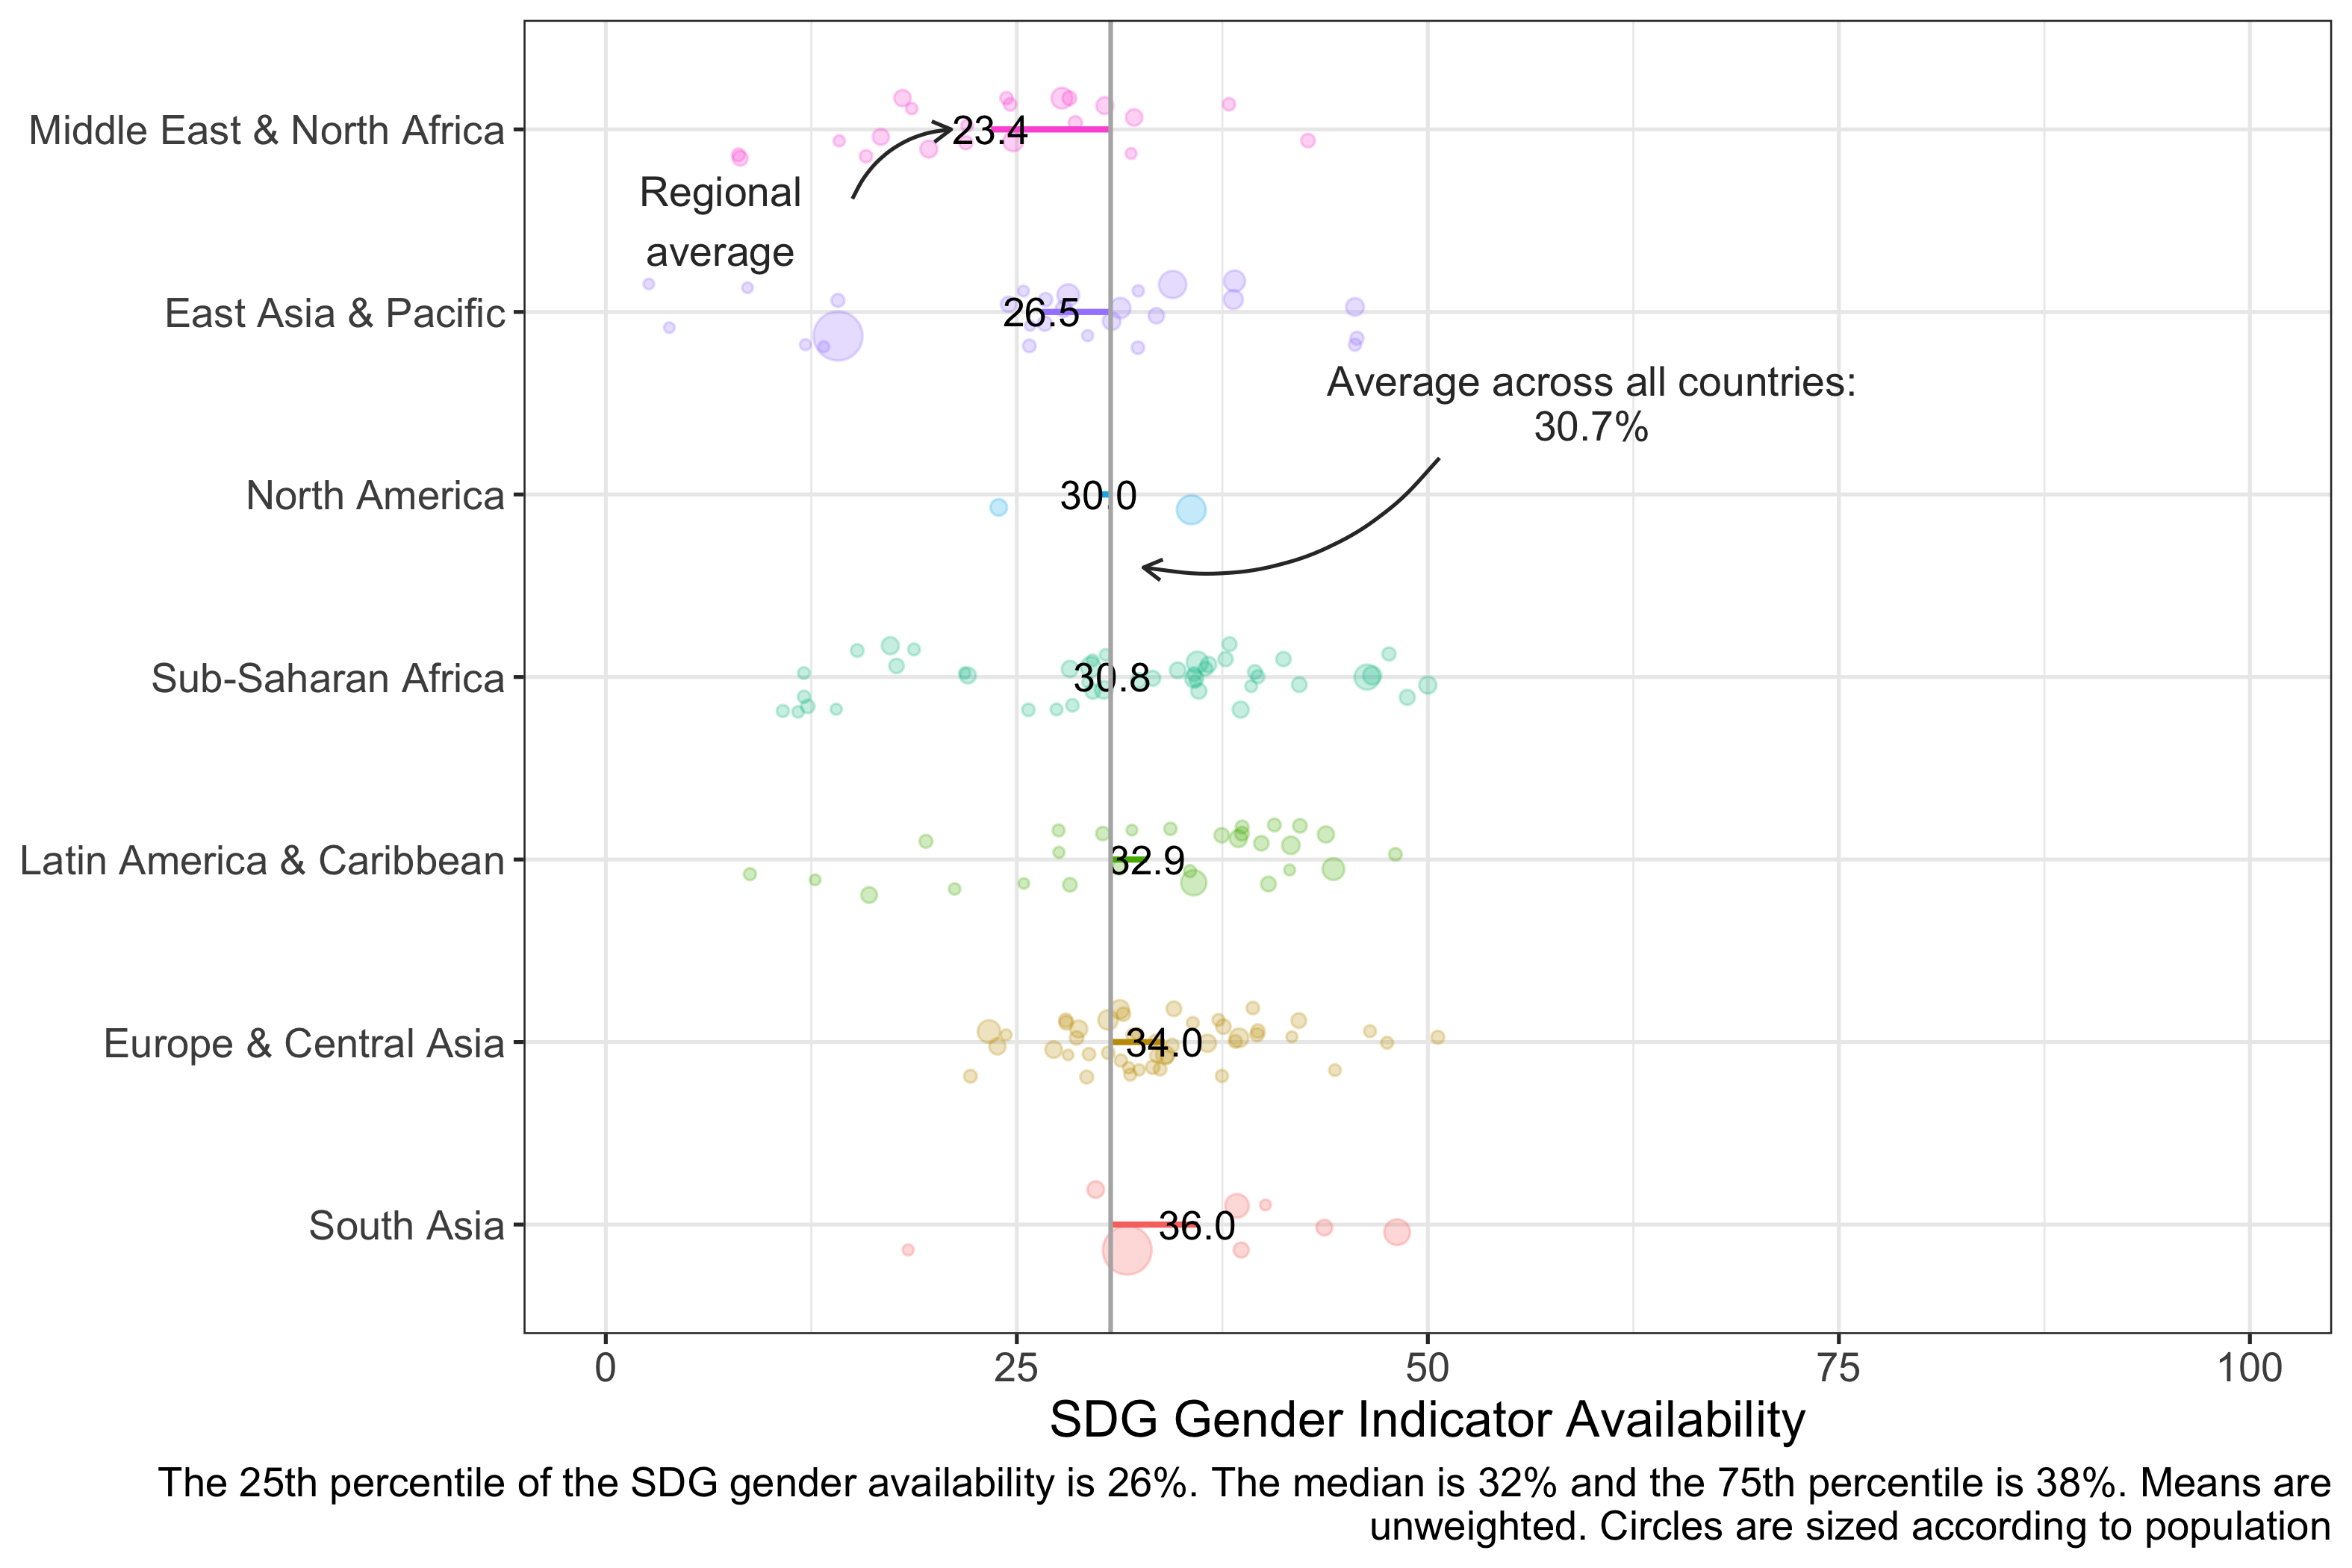 Middle East & North Africa
23.4
Regional
average
East Asia & Pacific
26.5
Average across all countries:
30.7%
North America
30.0
Sub-Saharan Africa
30.8
Latin America & Caribbean
32.9
Europe & Central Asia
34.0
South Asia
36.0
0 25 50 75 100
SDG Gender Indicator Availability
The 25th percentile of the SDG gender availability is 26%. The median is 32% and the 75th percentile is 38%. Means are
unweighted. Circles are sized according to population